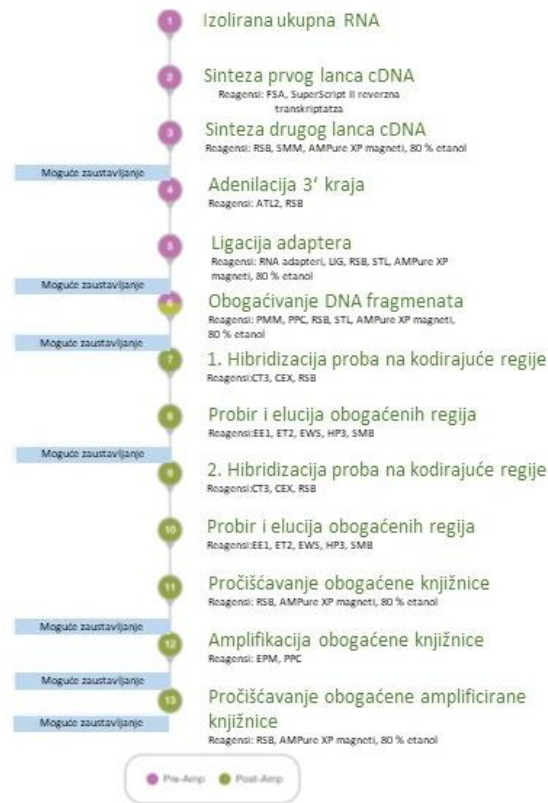 1
Izolirana ukupna RNA
2
Sinteza prvog lanca cDNA
Reagensi: FSA, SuperScript II reverzna
transkriptatza
3
Sinteza drugog lanca cDNA
Reagensi: RSB, SMM, AMPure XP magneti, 80 % etanol
Moguće zaustavljanje
4
Adenilacija 3' kraja
Reagensi: ATL2, RSB
5
Ligacija adaptera
Reagensi: RNA adapteri, LIG, RSB, STL, AMPure XP
magneti, 80 % etanol
Moguće zaustavljanje
6
Obogaćivanje DNA fragmenata
Reagensi: PMM, PPC, RSB, STL, AMPure XP magneti,
80 % etanol
Moguće zaustavljanje
7
1. Hibridizacija proba na kodirajuće regije
Reagensi:CT3, CEX, RSB
8
Probir i elucija obogaćenih regija
Reagensi:EE1, ET2, EWS, HP3, SMB
Moguće zaustavljanje
9
2. Hibridizacija proba na kodirajuće regije
Reagensi:CT3, CEX, RSB
10
Probir i elucija obogaćenih regija
Reagensi:EE1, ET2, EWS, HP3, SMB
11
Pročišćavanje obogaćene knjižnice
Reagensi: RSB, AMPure XP magneti, 80 % etanol
Moguće zaustavljanje
12
Amplifikacija obogaćene knjižnice
Reagensi: EPM, PPC
Moguće zaustavljanje
13
Pročišćavanje obogaćene amplificirane
knjižnice
Moguće zaustavljanje
Reagensi: RSB, AMPure XP magneti, 80 % etanol
Pre-Amp Post-Amp